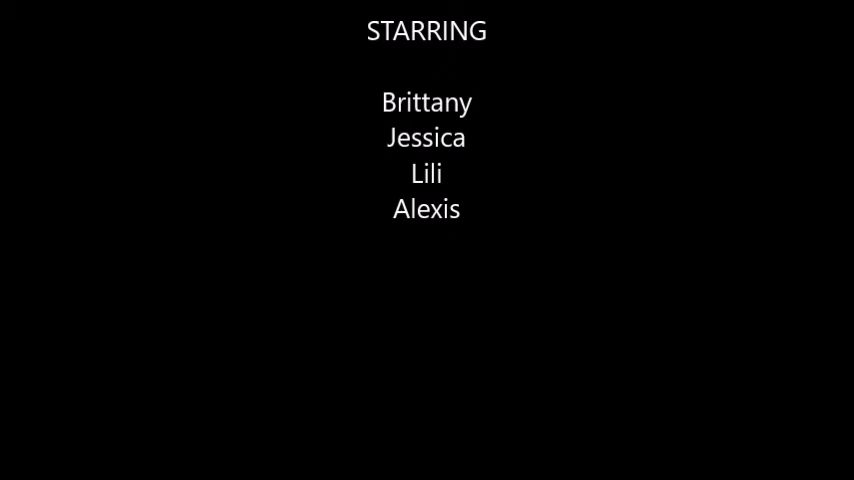 STARRING
Brittany
Jessica
Lili
Alexis